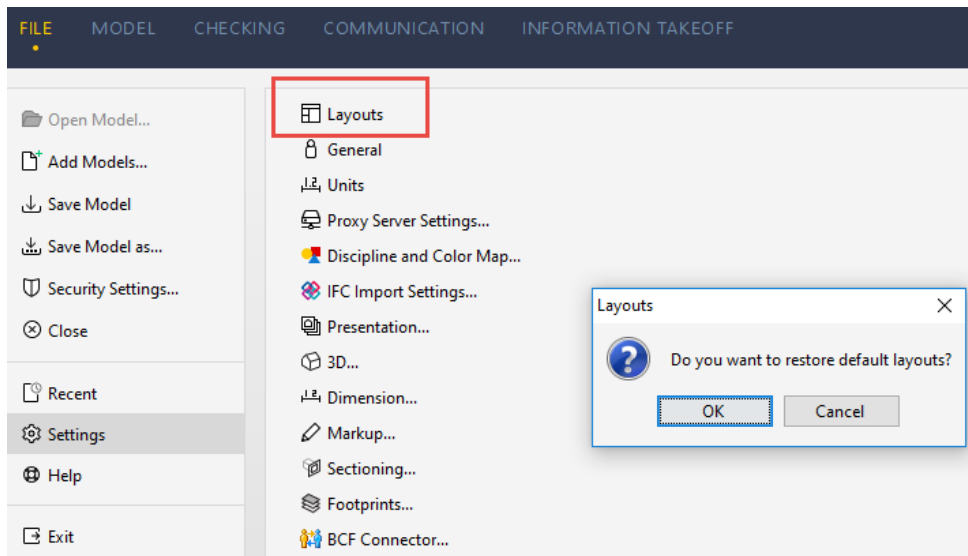 FILE MODEL CHECKING COMMUNICATION INFORMATION TAKEOFF
Open Model...
Add Models...
Save Model
Save Model as...
Security Settings...
Close
Recent
Settings
Help
Exit
Layouts
General
1.2 Units
Proxy Server Settings...
Discipline and Color Map...
IFC Import Settings...
Presentation...
3D...
Dimension...
Markup...
Sectioning...
Footprints...
BCF Connector...
Layouts
Do you want to restore default layouts?
OK Cancel